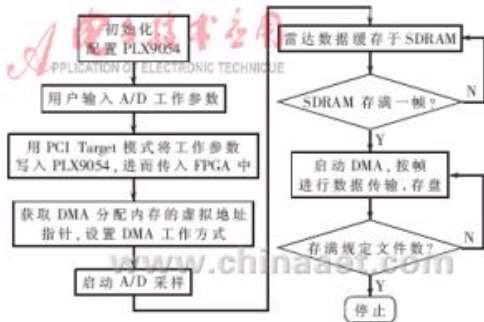 初始化
配置 PLX9054
APPLICATION OF ELECTRONIC TECHNIQUE
用户输入 A/D 工作参数
用 PCI Target 模式将工作参数
写入 PLX9054,进而传入 FPGA 中
获取 DMA 分配内存的虚拟地址
指针,设置 DMA 工作方式
启动 A/D 采样
雷达数据缓存于 SDRAM
SDRAM 存满一帧?
N
Y
启动 DMA,按帧
进行数据传输,存盘
存满规定文件数?
N
Y
停止
www.chinaaet.com